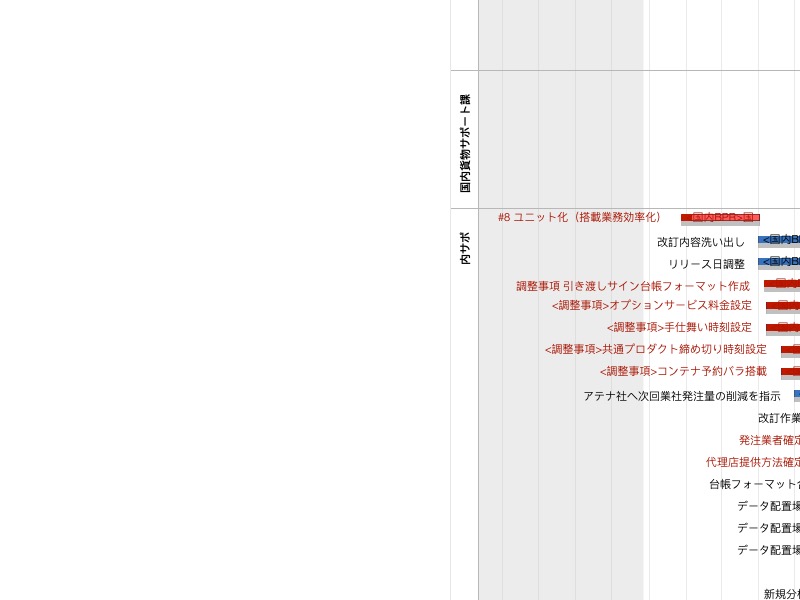 国内貨物サポート課
内サポ
#8 ユニット化（搭載業務効率化）
改訂内容洗い出し
<国内B
リリース日調整
<国内B
調整事項 引き渡しサイン台帳フォーマット作成
<調整事項>オプションサービス料金設定
<調整事項>手仕舞い時刻設定
<調整事項>共通プロダクト締め切り時刻設定
<調整事項>コンテナ予約バラ搭載
アテナ社へ次回業社発注量の削減を指示
改訂作業
発注業者確定
代理店提供方法確定
台帳フォーマット
データ配置場
データ配置場
データ配置場
新規分